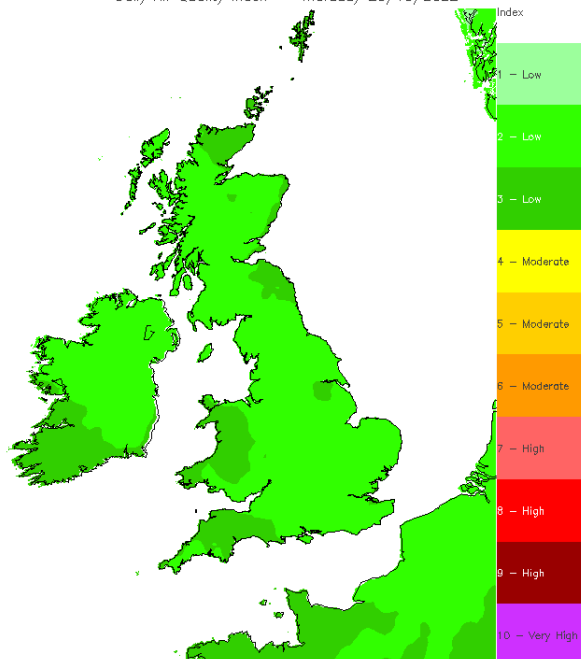 Index
1 - Low
2 - Low
3 - Low
4 - Moderate
5 - Moderate
6 - Moderate
7 - High
8 - High
9 - High
10 - Very High